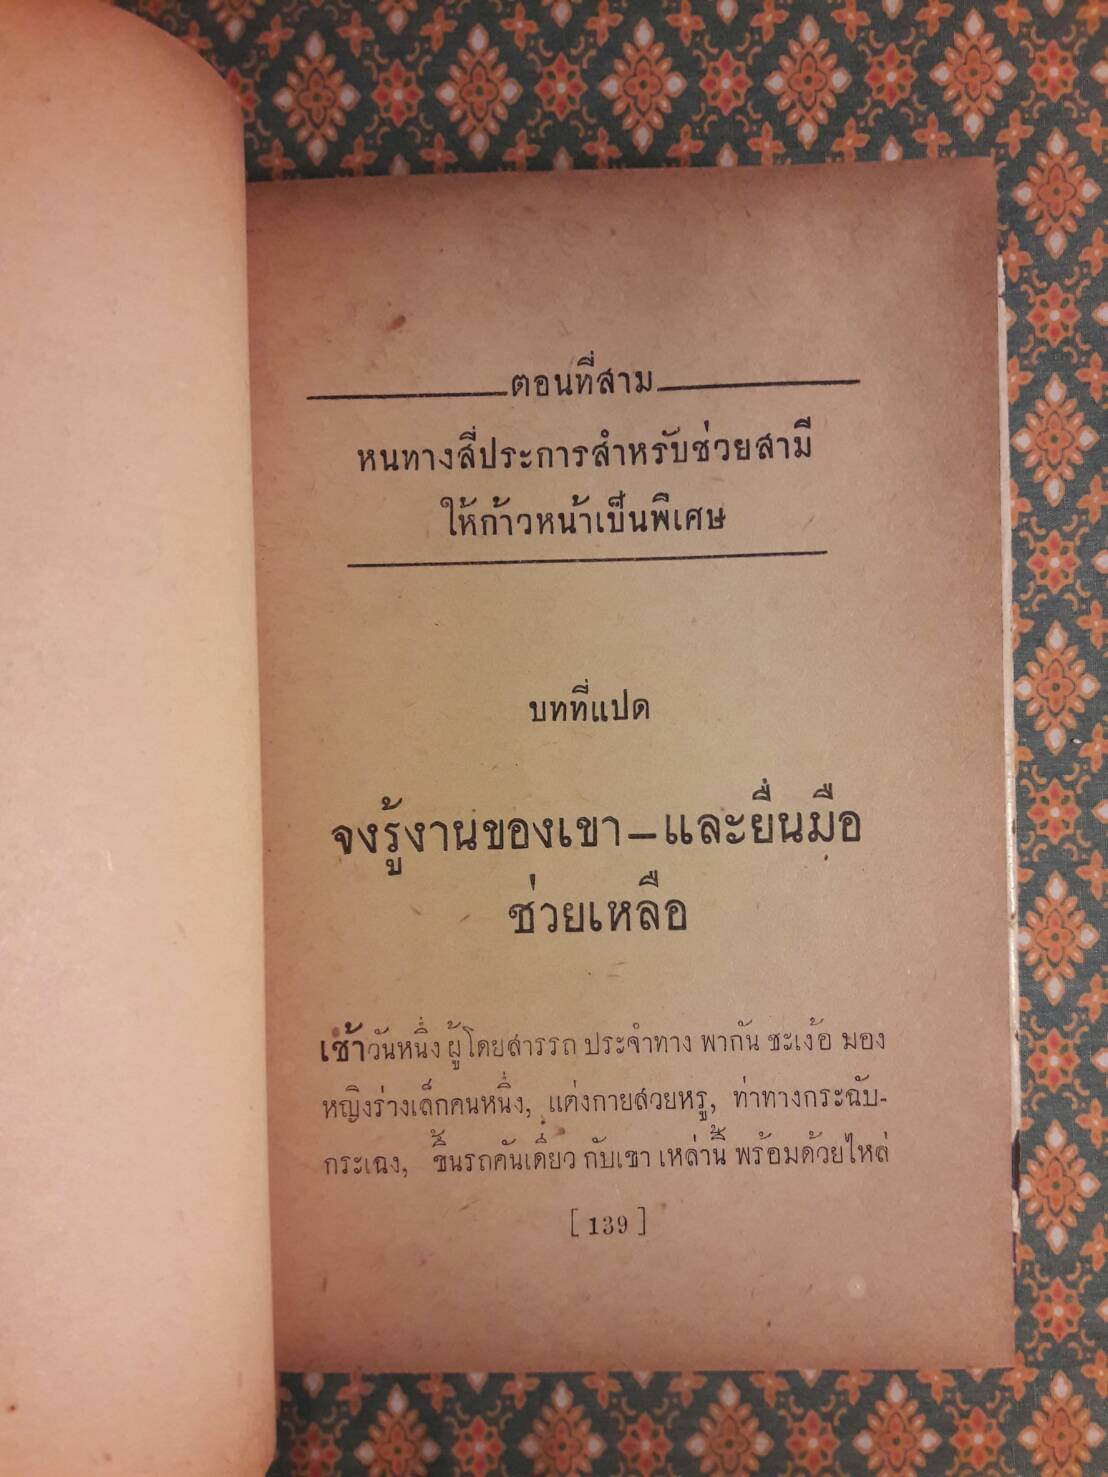 ตอนที่สาม
หนทางสี่ประการสำหรับช่วยสามี
ให้ก้าวหน้าเป็นพิเศษ
บทที่แปด
จงรู้งานของเขา—และยื่นมือ
ช่วยเหลือ
เช้าวันหนึ่ง ผู้โดยสารรถ ประจำทาง พากัน ชะเง้อ มอง
หญิงร่างเล็กคนหนึ่ง, แต่งกายสวยหรู, ท่าทางกระฉับ-
กระเฉง, ขึ้นรถคันเดียว กับเขา เหล่านี้ พร้อมด้วยไหล่
[ 139 ]